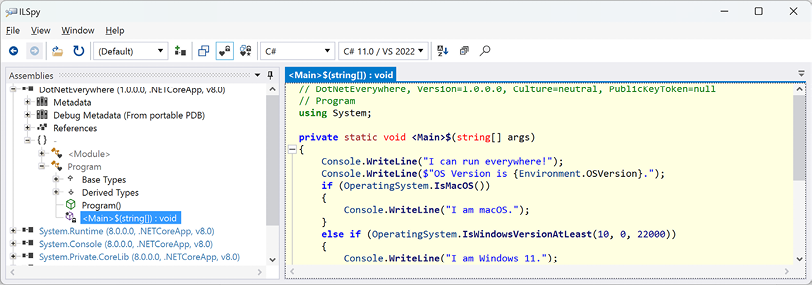 ILSpy
File View Window Help
(Default) C# C# 11.0 / VS 2022
Assemblies
DotNetEverywhere (1.0.0.0, .NETCoreApp, v8.0)
Metadata
Debug Metadata (From portable PDB)
References
{ } -
<Module>
Program
Base Types
Derived Types
Program()
<Main>$(string[]) : void
System.Runtime (8.0.0.0, .NETCoreApp, v8.0)
System.Console (8.0.0.0, .NETCoreApp, v8.0)
System.Private.CoreLib (8.0.0.0, .NETCoreApp, v8.0)
<Main>$(string[]) : void
// DotNetEverywhere, Version=1.0.0.0, Culture=neutral, PublicKeyToken=null
// Program
using System;
private static void <Main>$(string[] args)
{
Console.WriteLine("I can run everywhere!");
Console.WriteLine($"OS Version is {Environment.OSVersion}.");
if (OperatingSystem.IsMacOS())
{
Console.WriteLine("I am macOS.");
}
else if (OperatingSystem.IsWindowsVersionAtLeast(10, 0, 22000))
{
Console.WriteLine("I am Windows 11.");